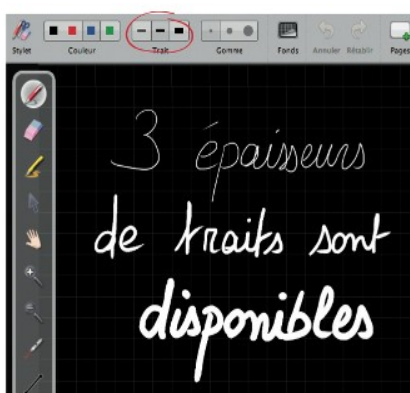 Stylet Couleur Trait Gomme Fonds Annuler Rétablir Pages
3 épaisseurs
de traits sont
disponibles